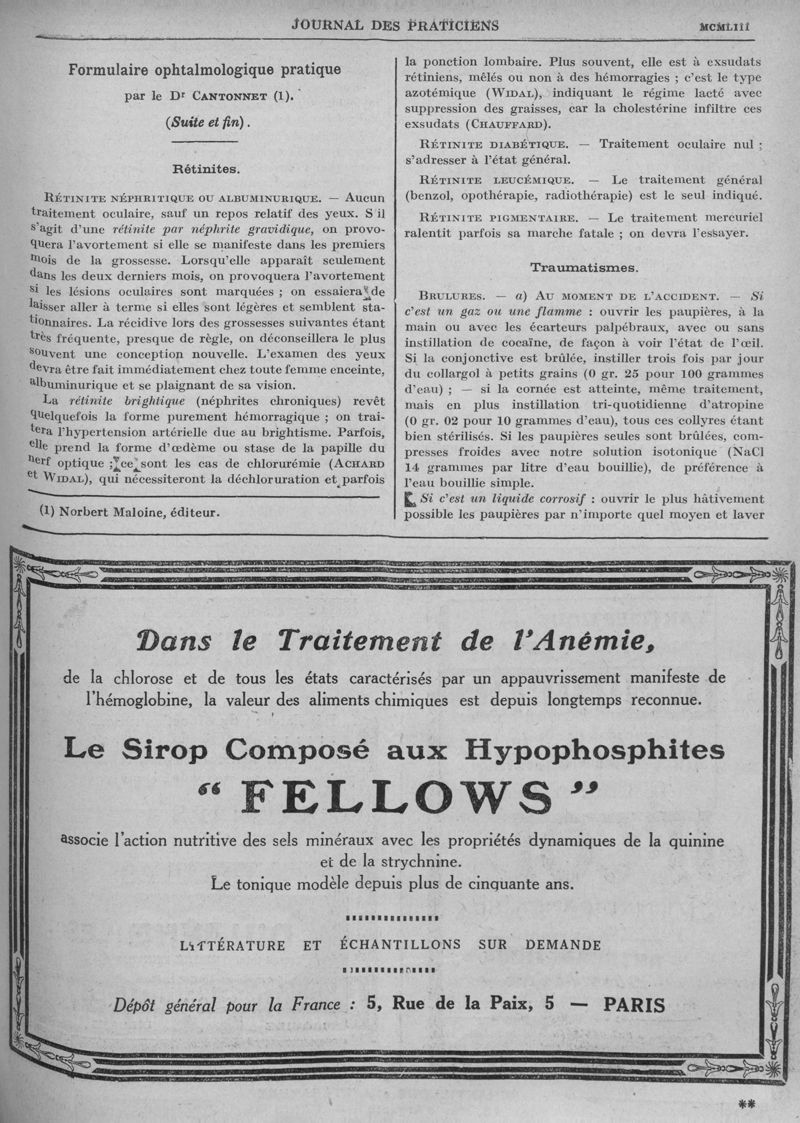 JOURNAL DES PRATICIENS
MCMLIII
Formulaire ophtalmologique pratique
par le Dr CANTONNET (1).
(Suite et fin).
Rétinites.
RÉTINITE NÉPHRITIQUE OU ALBUMINURIQUE. — Aucun
traitement oculaire, sauf un repos relatif des yeux. S il
s'agit d'une rétinite par néphrite gravidique, on provo-
quera l'avortement si elle se manifeste dans les premiers
mois de la grossesse. Lorsqu'elle apparaît seulement
dans les deux derniers mois, on provoquera l'avortement
si les lésions oculaires sont marquées ; on essaiera de
laisser aller à terme si elles sont légères et semblent sta-
tionnaires. La récidive lors des grossesses suivantes étant
très fréquente, presque de règle, on déconseillera le plus
souvent une conception nouvelle. L'examen des yeux
devra être fait immédiatement chez toute femme enceinte,
albuminurique et se plaignant de sa vision.
La rétinite brightique (néphrites chroniques) revêt
quelquefois la forme purement hémorragique ; on trai-
tera l'hypertension artérielle due au brightisme. Parfois,
elle prend la forme d'œdème ou stase de la papille du
nerf optique ; ce sont les cas de chlorurémie (ACHARD
et WIDAL), qui nécessiteront la déchloruration et parfois
(1) Norbert Maloine, éditeur.
la ponction lombaire. Plus souvent, elle est à exsudats
rétiniens, mêlés ou non à des hémorragies ; c'est le type
azotémique (WIDAL), indiquant le régime lacté avec
suppression des graisses, car la cholestérine infiltre ces
exsudats (CHAUFFARD).
RÉTINITE DIABÉTIQUE. — Traitement oculaire nul ;
s'adresser à l'état général.
RÉTINITE LEUCÉMIQUE. — Le traitement général
(benzol, opothérapie, radiothérapie) est le seul indiqué.
RÉTINITE PIGMENTAIRE. — Le traitement mercuriel
ralentit parfois sa marche fatale ; on devra l'essayer.
Traumatismes.
BRULURES. — a) AU MOMENT DE L'ACCIDENT. — Si
c'est un gaz ou une flamme : ouvrir les paupières, à la
main ou avec les écarteurs palpébraux, avec ou sans
instillation de cocaïne, de façon à voir l'état de l'œil.
Si la conjonctive est brûlée, instiller trois fois par jour
du collargol à petits grains (0 gr. 25 pour 100 grammes
d'eau) ; — si la cornée est atteinte, même traitement,
mais en plus instillation tri-quotidienne d'atropine
(0 gr. 02 pour 10 grammes d'eau), tous ces collyres étant
bien stérilisés. Si les paupières seules sont brûlées, com-
presses froides avec notre solution isotonique (NaCl
14 grammes par litre d'eau bouillie), de préférence à
l'eau bouillie simple.
Si c'est un liquide corrosif : ouvrir le plus hâtivement
possible les paupières par n'importe quel moyen et laver
Dans le Traitement de l'Anémie,
de la chlorose et de tous les états caractérisés par un appauvrissement manifeste de
l'hémoglobine, la valeur des aliments chimiques est depuis longtemps reconnue.
Le Sirop Composé aux Hypophosphites
“ FELLOWS ”
associe l'action nutritive des sels minéraux avec les propriétés dynamiques de la quinine
et de la strychnine.
Le tonique modèle depuis plus de cinquante ans.
LITTÉRATURE ET ÉCHANTILLONS SUR DEMANDE
Dépôt général pour la France : 5, Rue de la Paix, 5 — PARIS
**